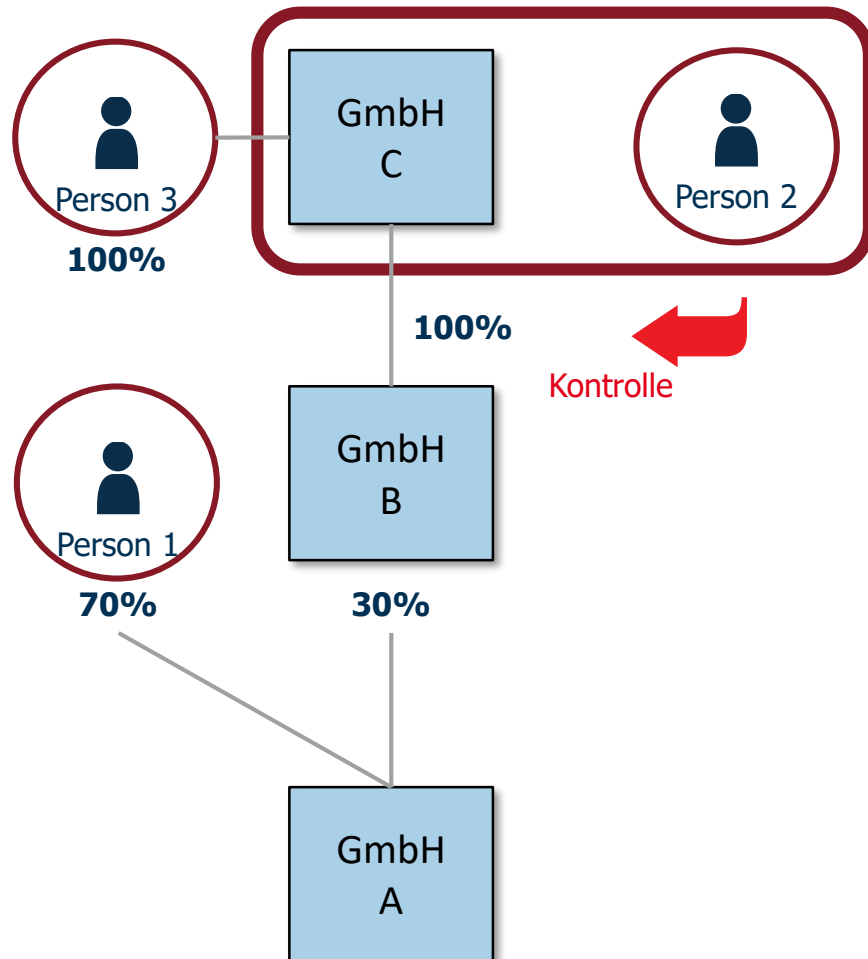 GmbH
C
Person 3
Person 2
100%
100%
Kontrolle
GmbH
B
Person 1
70%
30%
GmbH
A